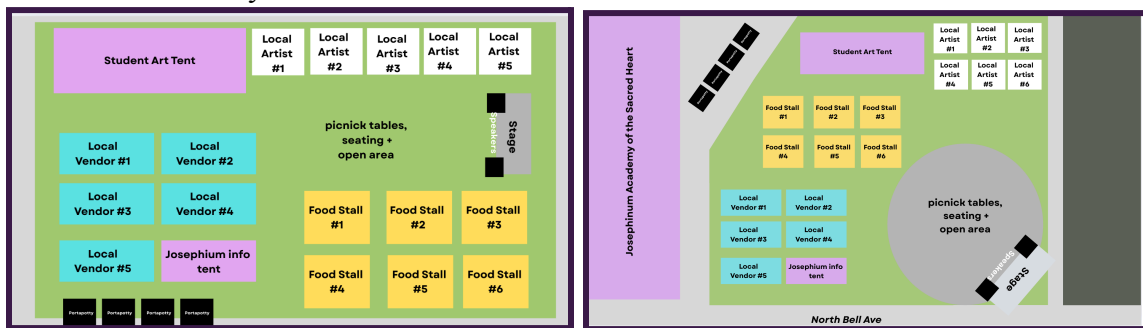 Student Art Tent
Local
Artist
#1
Local
Artist
#2
Local
Artist
#3
Local
Artist
#4
Local
Artist
#5
picnick tables,
seating +
open area
Speakers
Stage
Local
Vendor #1
Local
Vendor #2
Local
Vendor #3
Local
Vendor #4
Local
Vendor #5
Josephium info
tent
Food Stall
#1
Food Stall
#2
Food Stall
#3
Food Stall
#4
Food Stall
#5
Food Stall
#6
Portapotty
Portapotty
Portapotty
Portapotty
Josephinum Academy of the Sacred Heart
Portapotty
Portapotty
Portapotty
Portapotty
Student Art Tent
Local
Artist
#1
Local
Artist
#2
Local
Artist
#3
Local
Artist
#4
Local
Artist
#5
Local
Artist
#6
Food Stall
#1
Food Stall
#2
Food Stall
#3
Food Stall
#4
Food Stall
#5
Food Stall
#6
Local
Vendor #1
Local
Vendor #2
Local
Vendor #3
Local
Vendor #4
Local
Vendor #5
Josephium info
tent
picnick tables,
seating +
open area
Speakers
Stage
North Bell Ave